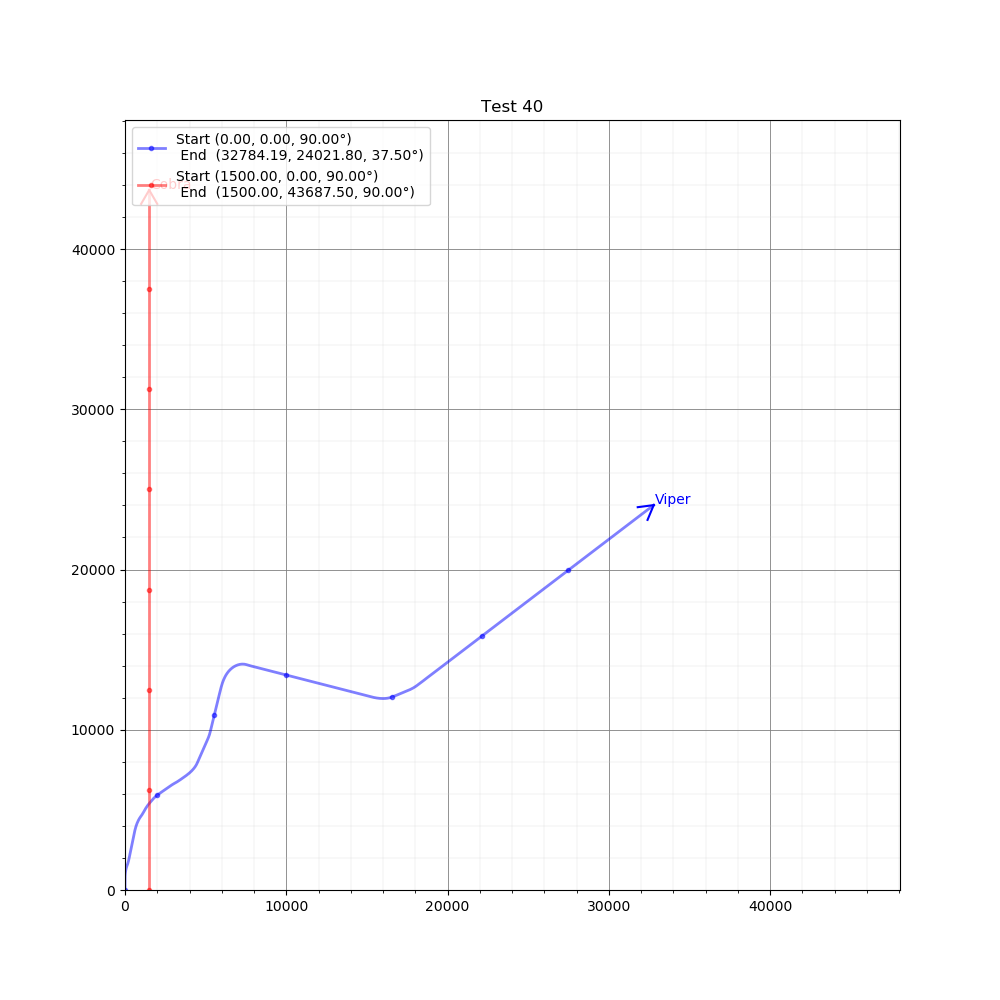 Test 40
Start (0.00, 0.00, 90.00°)
End (32784.19, 24021.80, 37.50°)
Start (1500.00, 0.00, 90.00°)
End (1500.00, 43687.50, 90.00°)
Cobra
40000
30000
Viper
20000
10000
0
0 10000 20000 30000 40000